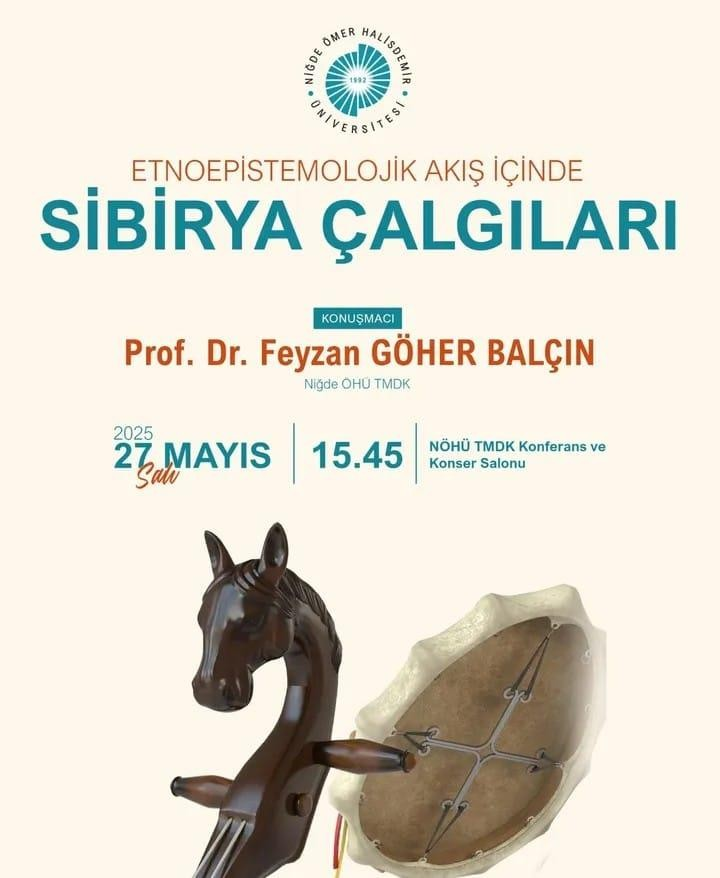 NİĞDE ÖMER HALİSDEMİR
ÜNİVERSİTESİ
1992
ETNOEPİSTEMOLOJİK AKIŞ İÇİNDE
SİBİRYA ÇALGILARI
KONUŞMACI
Prof. Dr. Feyzan GÖHER BALÇIN
Niğde ÖHÜ TMDK
2025
27 MAYIS
Salı
15.45
NÖHÜ TMDK Konferans ve
Konser Salonu